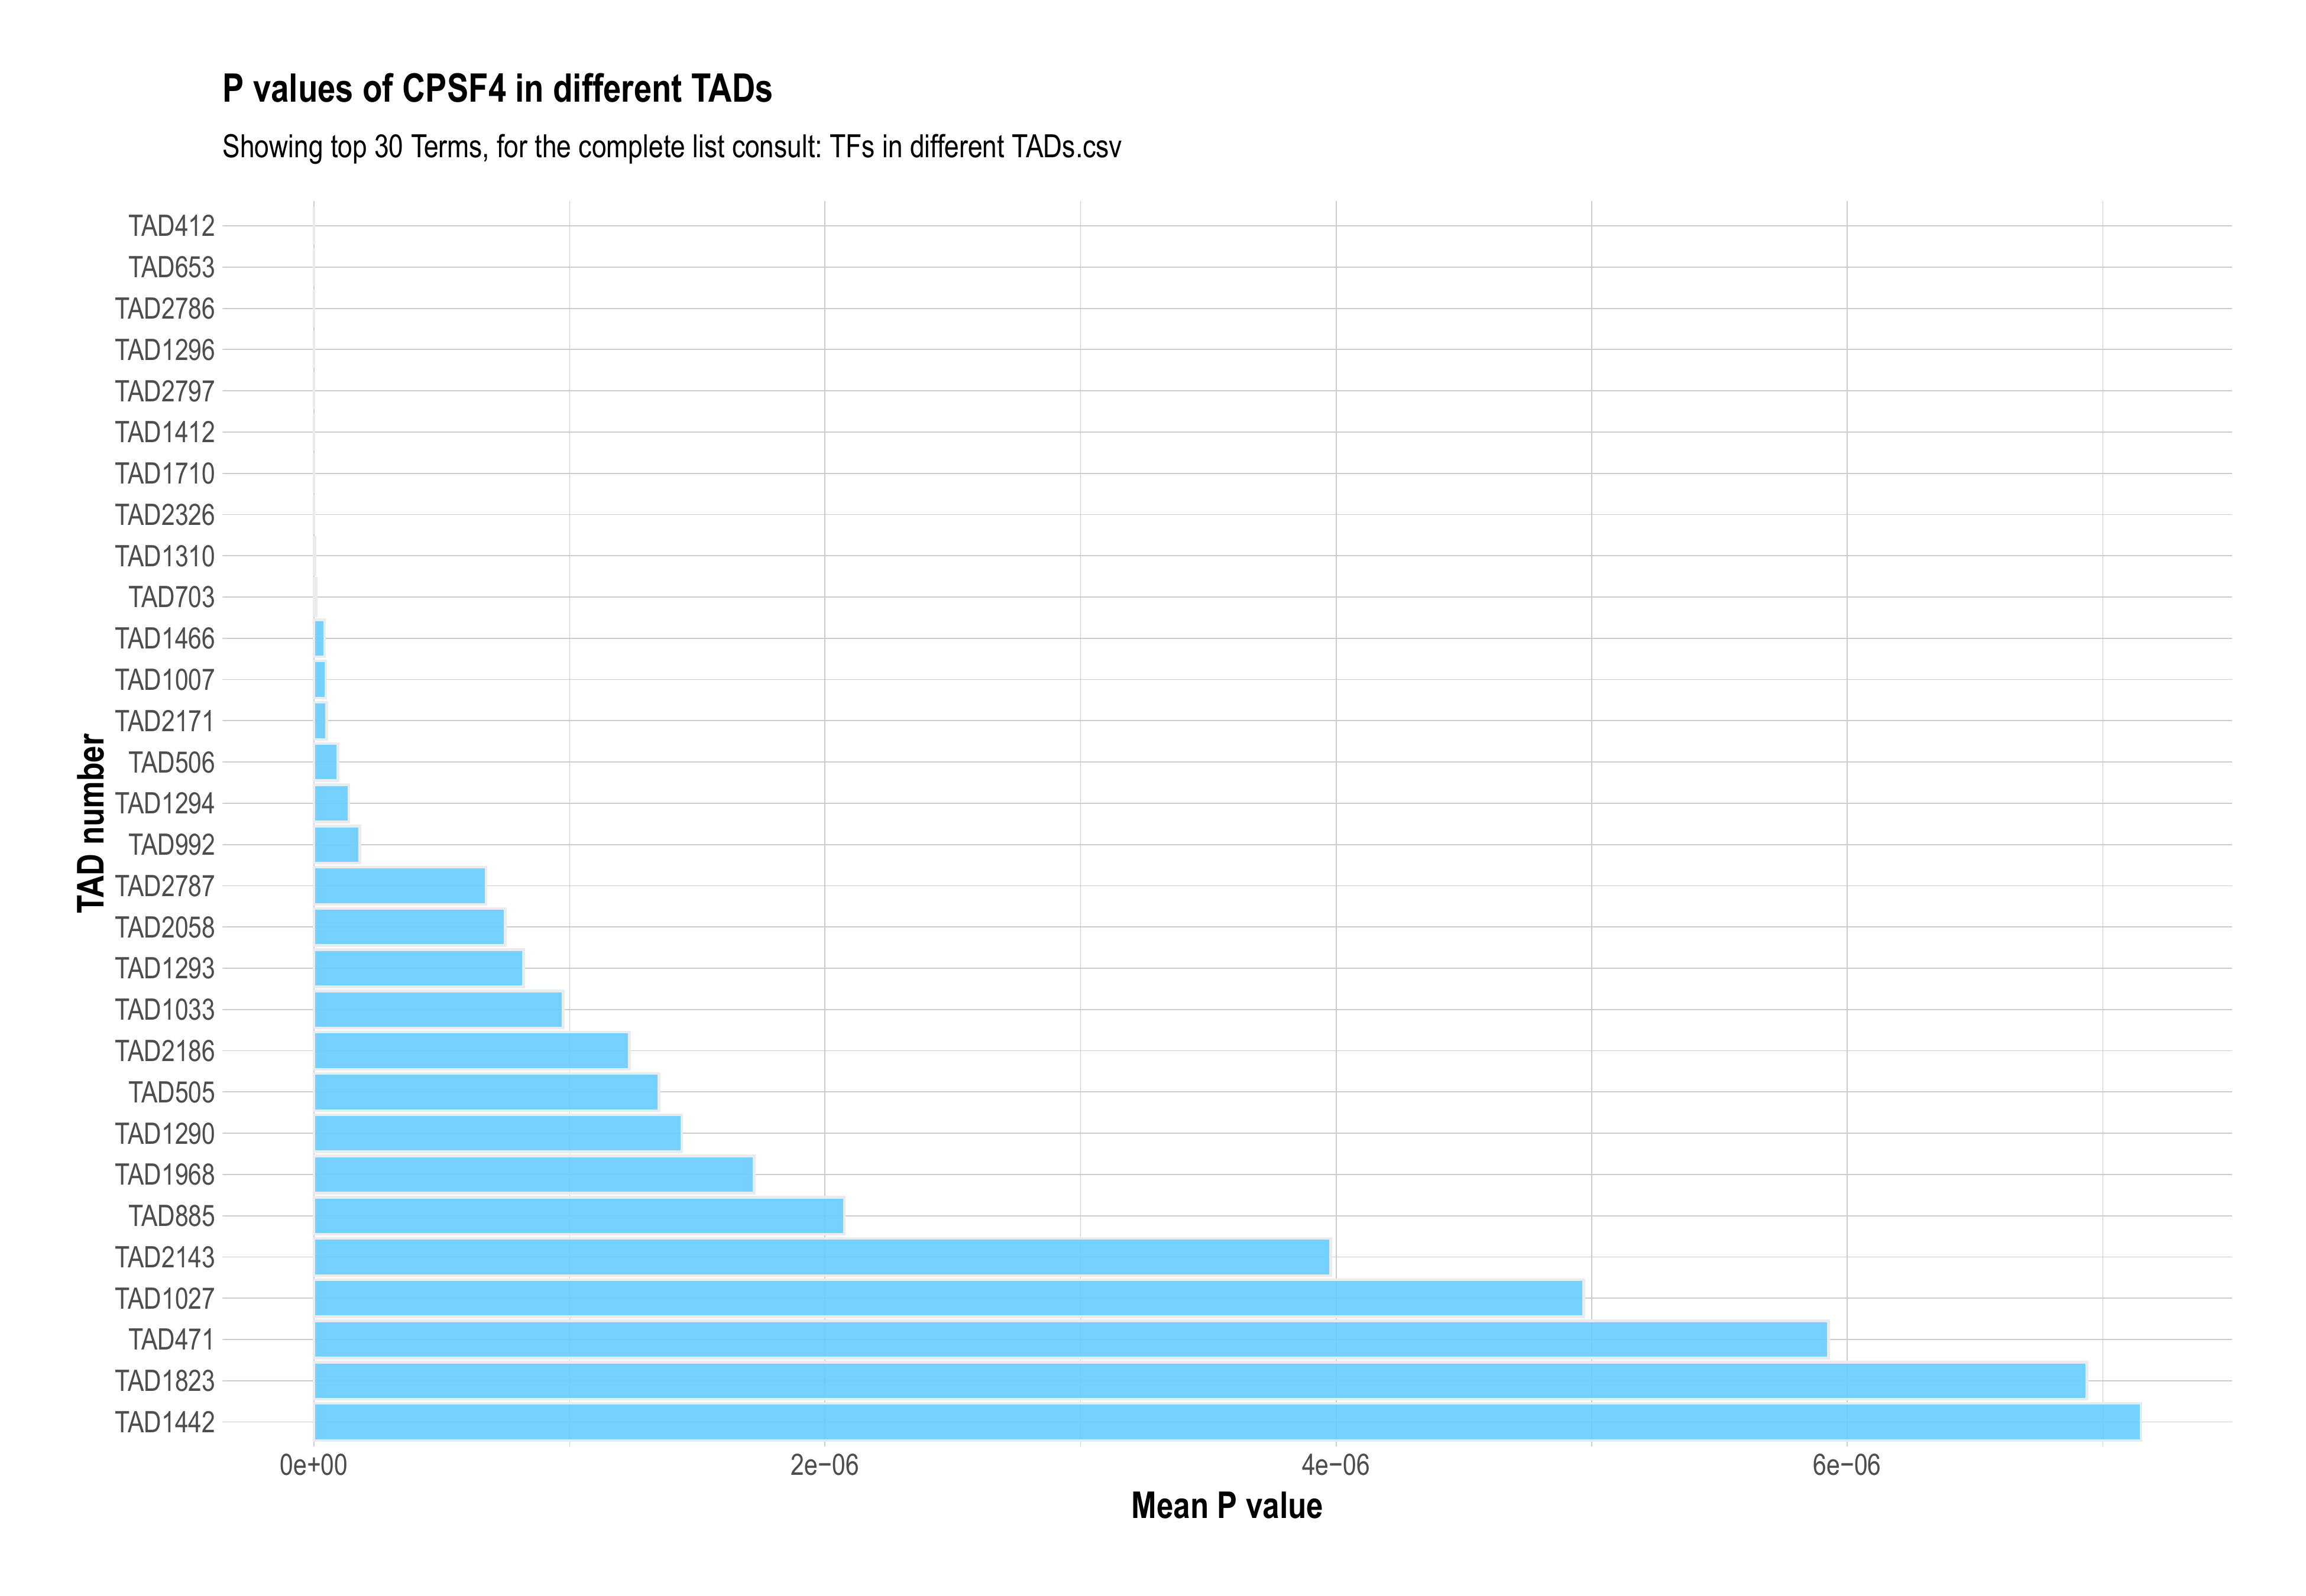 P values of CPSF4 in different TADs
Showing top 30 Terms, for the complete list consult: TFs in different TADs.csv
TAD number
TAD412
TAD653
TAD2786
TAD1296
TAD2797
TAD1412
TAD1710
TAD2326
TAD1310
TAD703
TAD1466
TAD1007
TAD2171
TAD506
TAD1294
TAD992
TAD2787
TAD2058
TAD1293
TAD1033
TAD2186
TAD505
TAD1290
TAD1968
TAD885
TAD2143
TAD1027
TAD471
TAD1823
TAD1442
0e+00 2e−06 4e−06 6e−06
Mean P value